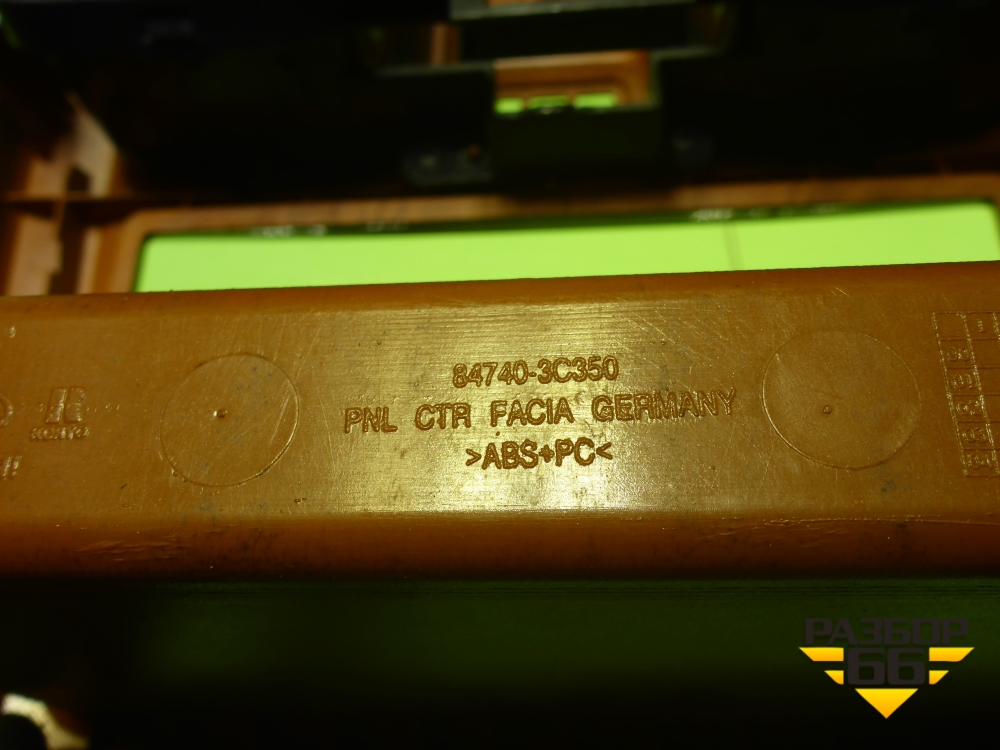 84740-3C350
PNL CTR FACIA GERMANY
>ABS+PC<
РАЗБОР
66